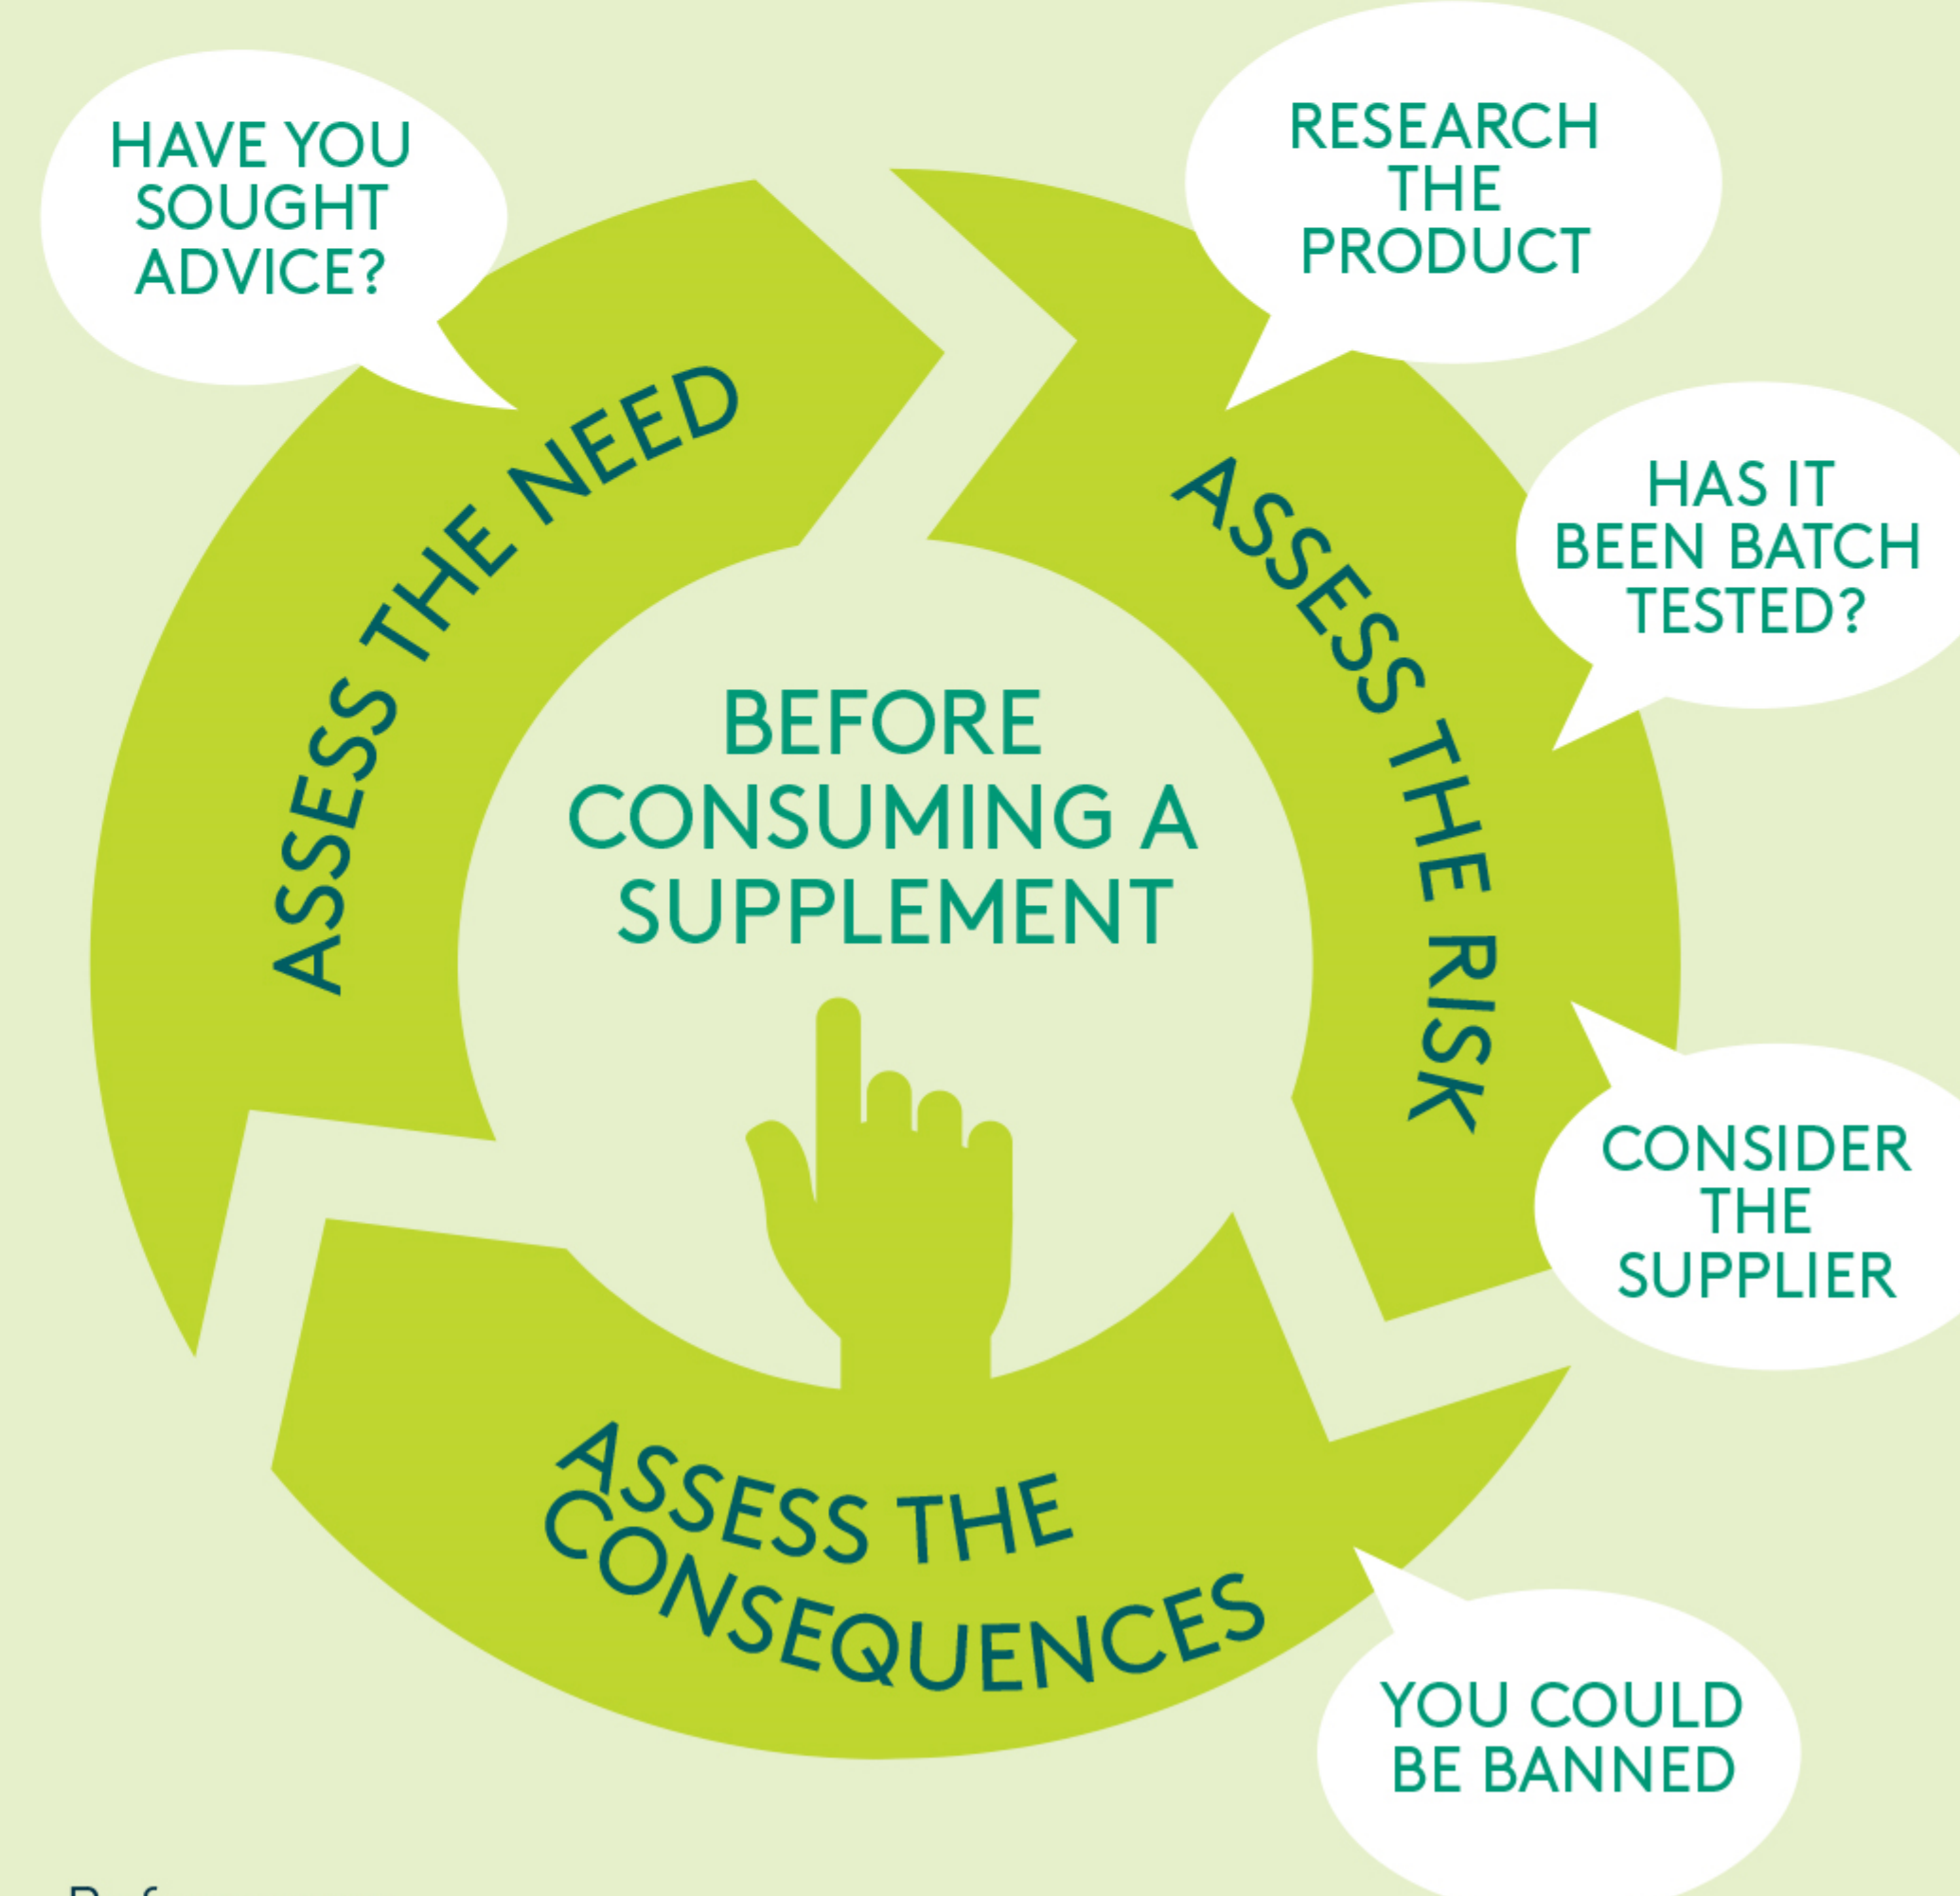 HAVE YOU
SOUGHT
ADVICE?
RESEARCH
THE
PRODUCT
HAS IT
BEEN BATCH
TESTED?
ASSESS THE NEED
ASSESS THE RISK
BEFORE
CONSUMING A
SUPPLEMENT
CONSIDER
THE
SUPPLIER
ASSESS THE
CONSEQUENCES
YOU COULD
BE BANNED